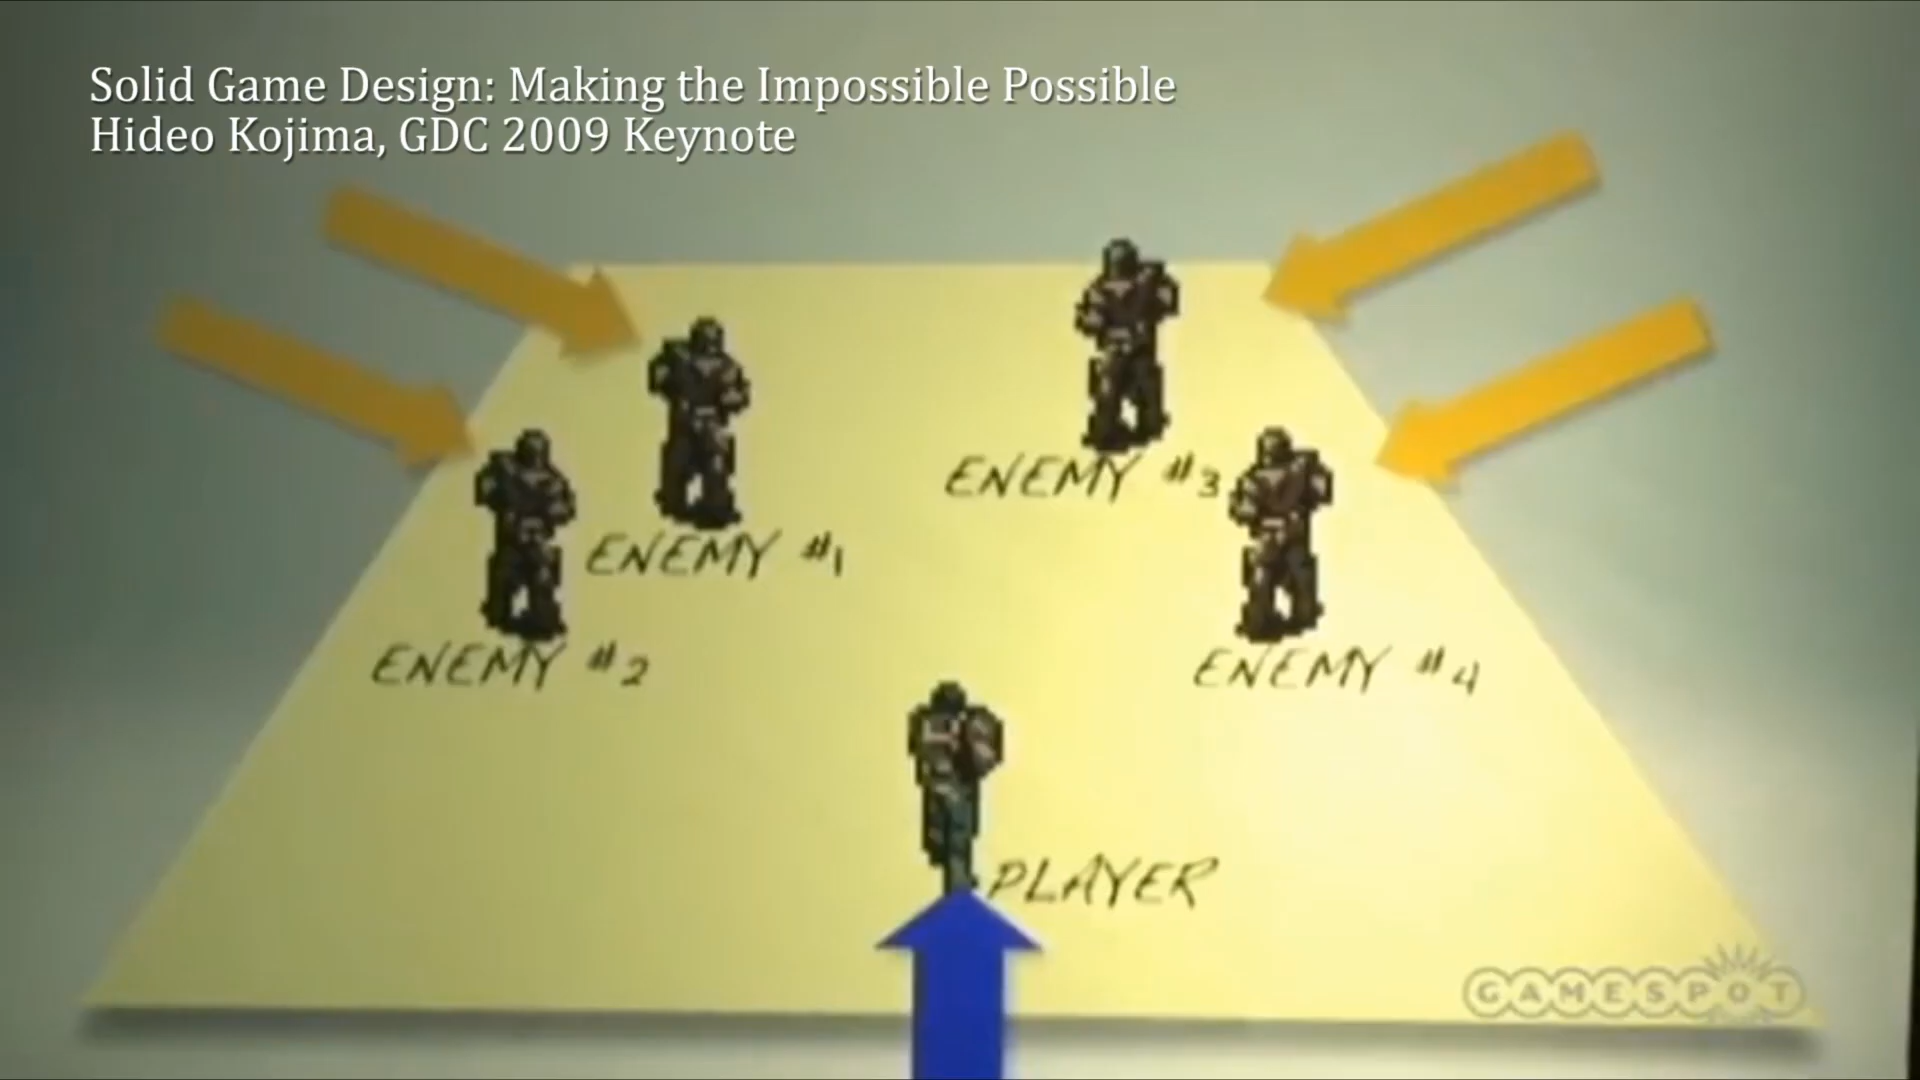 Solid Game Design: Making the Impossible Possible
Hideo Kojima, GDC 2009 Keynote
ENEMY #3
ENEMY #1
ENEMY #2
ENEMY #4
PLAYER
GAMESPOT